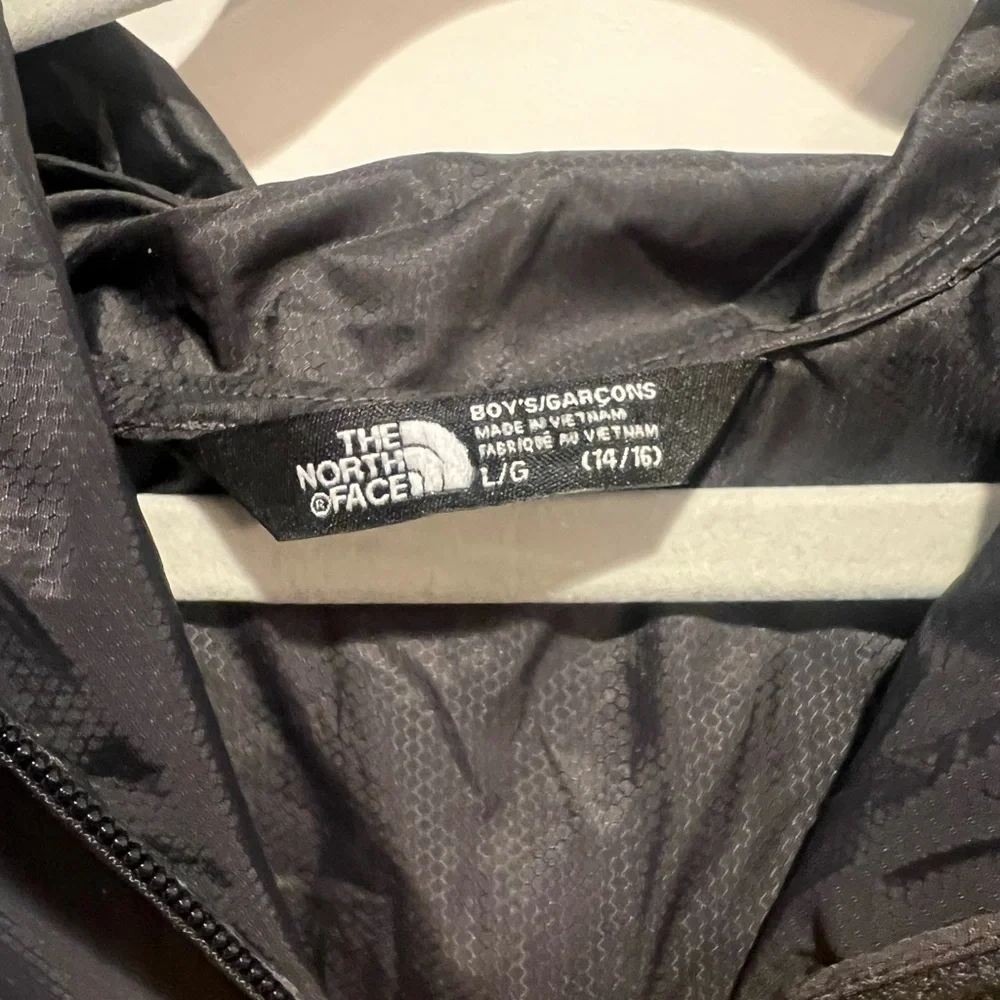 THE
NORTH
®FACE
BOY'S/GARÇONS
MADE IN VIETNAM
FABRIQUÉ AU VIETNAM
L/G (14/16)